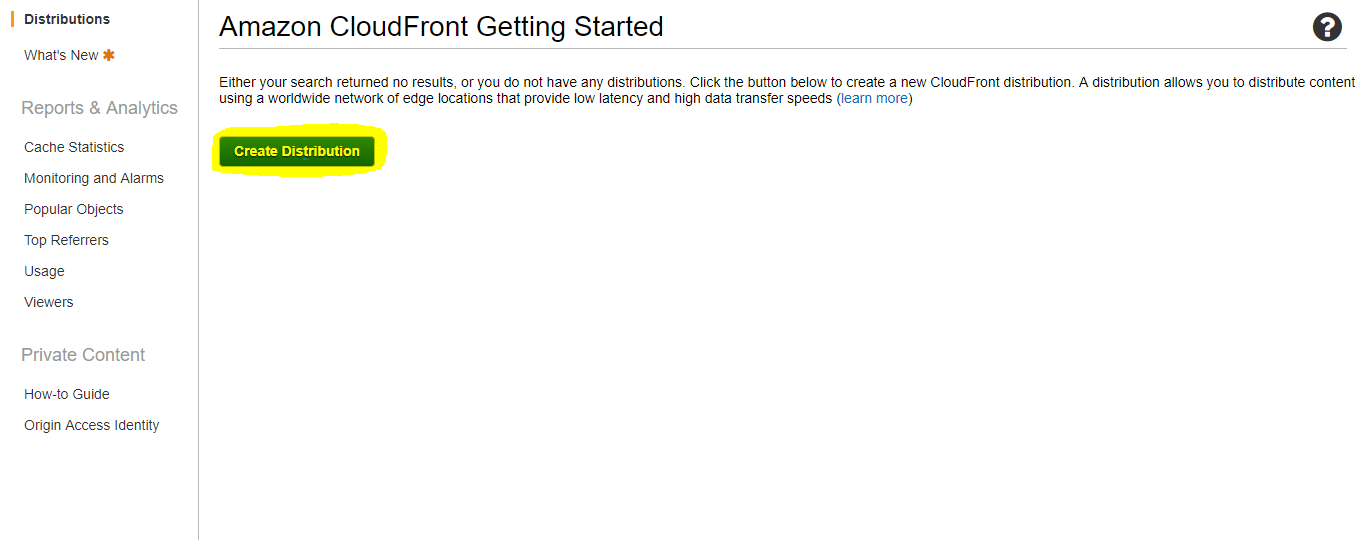 Distributions
What's New
Reports & Analytics
Cache Statistics
Monitoring and Alarms
Popular Objects
Top Referrers
Usage
Viewers
Private Content
How-to Guide
Origin Access Identity
Amazon CloudFront Getting Started
?
Either your search returned no results, or you do not have any distributions. Click the button below to create a new CloudFront distribution. A distribution allows you to distribute content
using a worldwide network of edge locations that provide low latency and high data transfer speeds (learn more)
Create Distribution